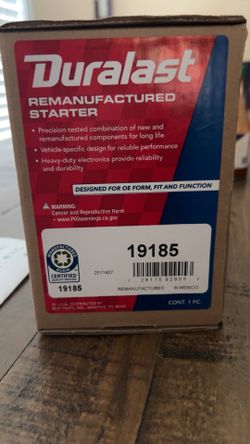 Duralast
REMANUFACTURED
STARTER
• Precision-tested combination of new and
remanufactured components for long life
• Vehicle-specific design for reliable performance
• Heavy-duty electronics provide reliability
and durability
DESIGNED FOR OE FORM, FIT AND FUNCTION
WARNING:
Cancer and Reproductive Harm
– www.P65warnings.ca.gov
19185
2511457
REMANUFACTURED IN MEXICO
CERTIFIED
19185
CONT. 1 PC.